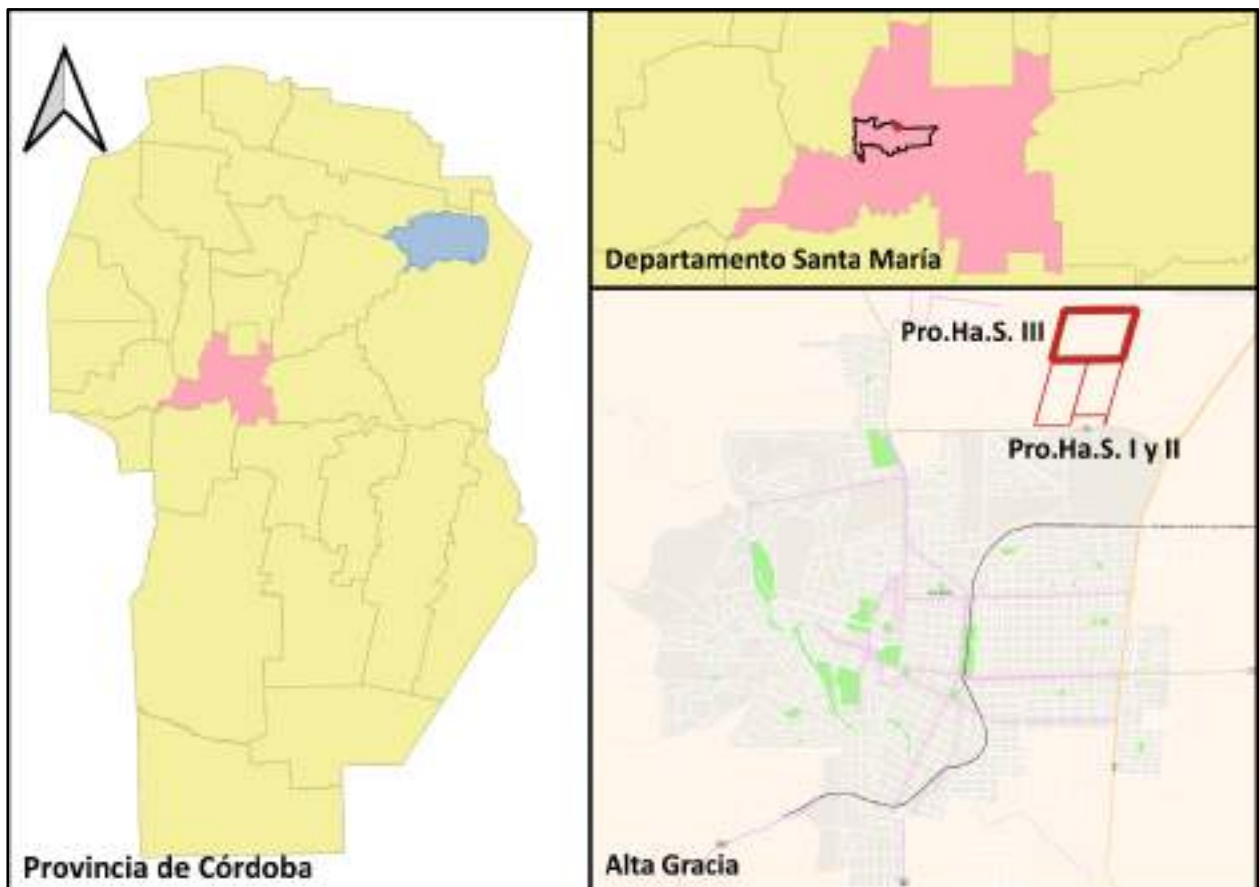 Provincia de Córdoba
Departamento Santa María
Pro.Ha.S. III
Pro.Ha.S. I y II
Alta Gracia